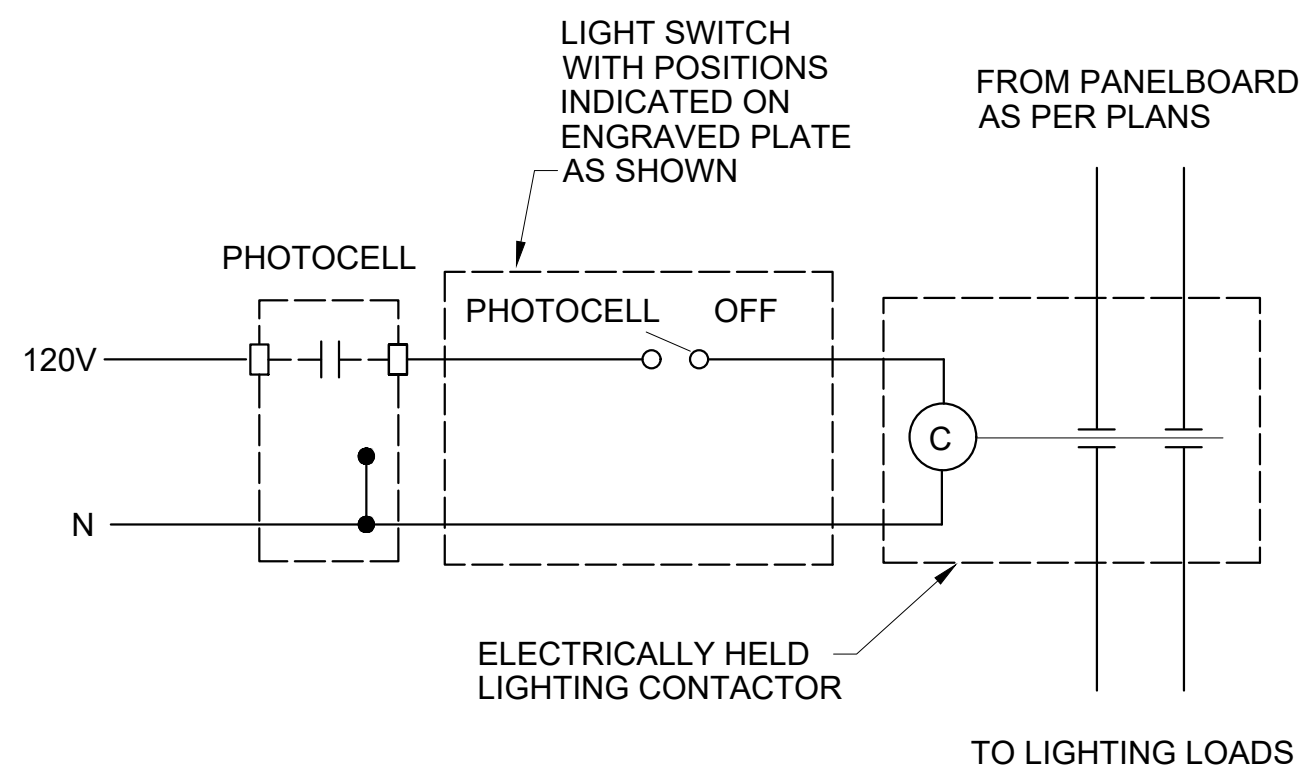 LIGHT SWITCH
WITH POSITIONS
INDICATED ON
ENGRAVED PLATE
AS SHOWN
FROM PANELBOARD
AS PER PLANS
PHOTOCELL
PHOTOCELL OFF
120V
C
N
ELECTRICALLY HELD
LIGHTING CONTACTOR
TO LIGHTING LOADS